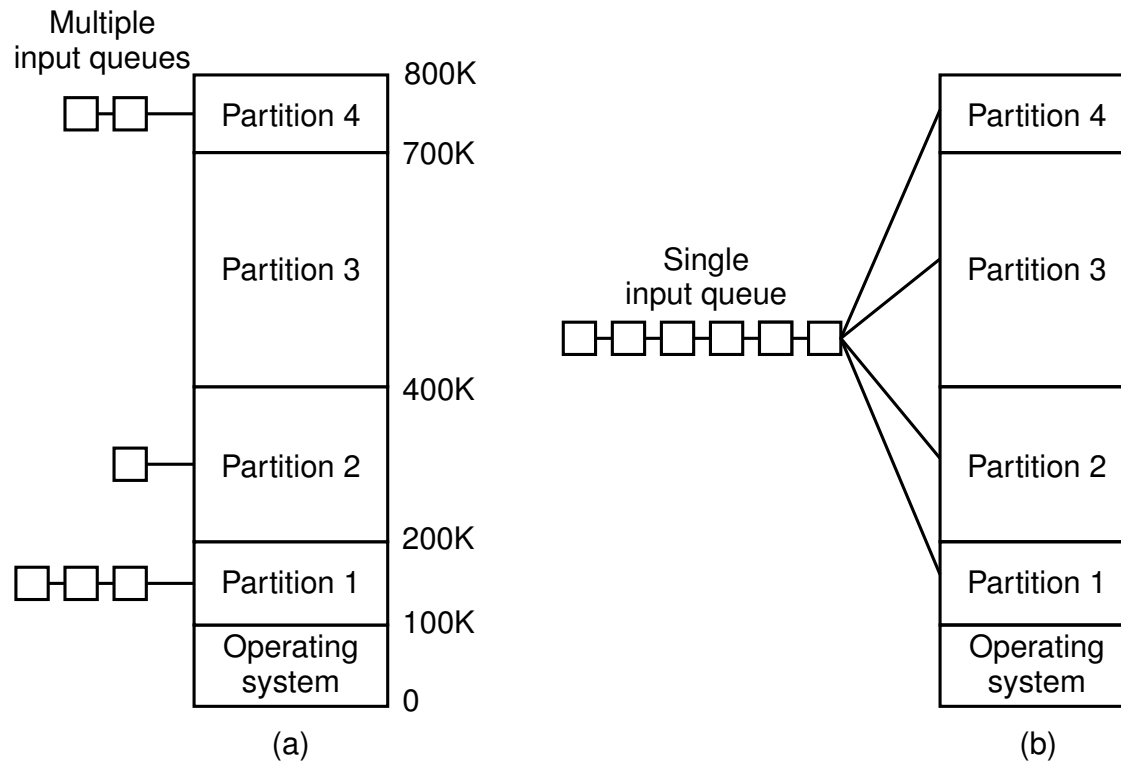 Multiple
input queues
800K
Partition 4
700K
Partition 3
400K
Partition 2
200K
Partition 1
100K
Operating
system
0
(a)
Single
input queue
Partition 4
Partition 3
Partition 2
Partition 1
Operating
system
(b)